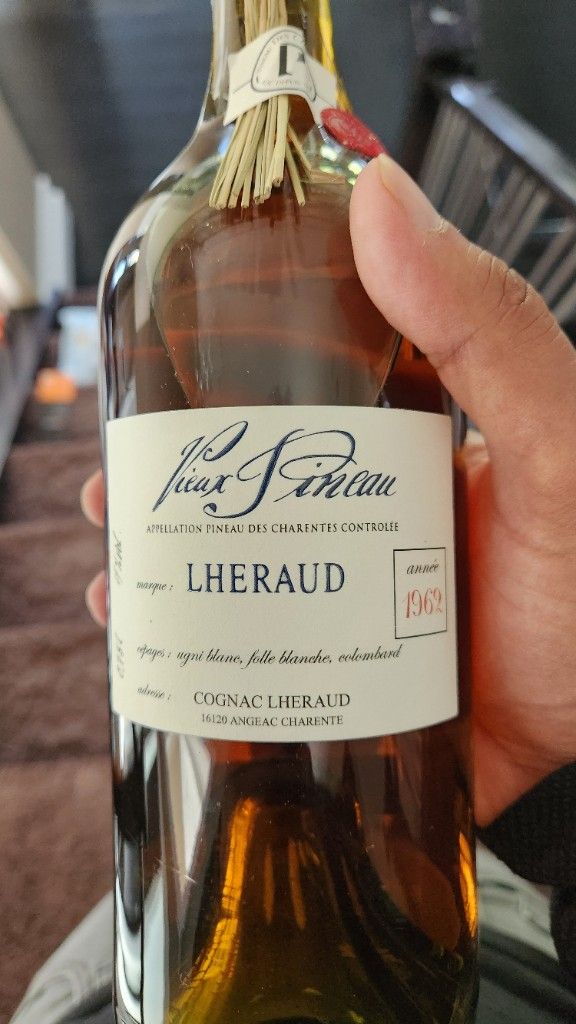 Vieux Pineau
APPELLATION PINEAU DES CHARENTES CONTROLÉE
marque : LHERAUD
année
1962
cépages : ugni blanc, folle blanche, colombard
adresse : COGNAC LHERAUD
16120 ANGEAC CHARENTE